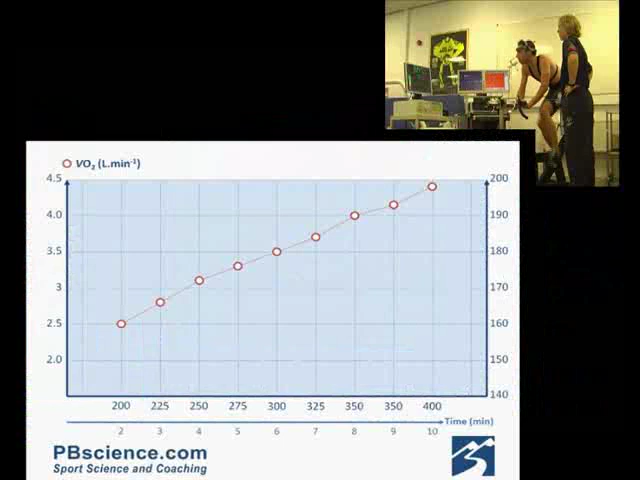 VO₂ (L.min⁻¹)
4.5 200
4.0 190
3.5 180
3 170
2.5 160
2.0 150
140
200 225 250 275 300 325 350 350 400
Time (min)
2 3 4 5 6 7 8 9 10
PBscience.com
Sport Science and Coaching